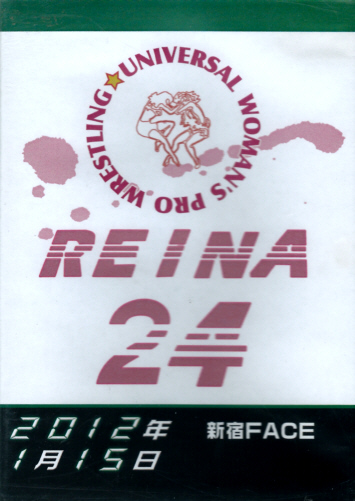 ★UNIVERSAL WOMAN'S PRO WRESTLING
REINA
24
2012年
1月15日
新宿FACE